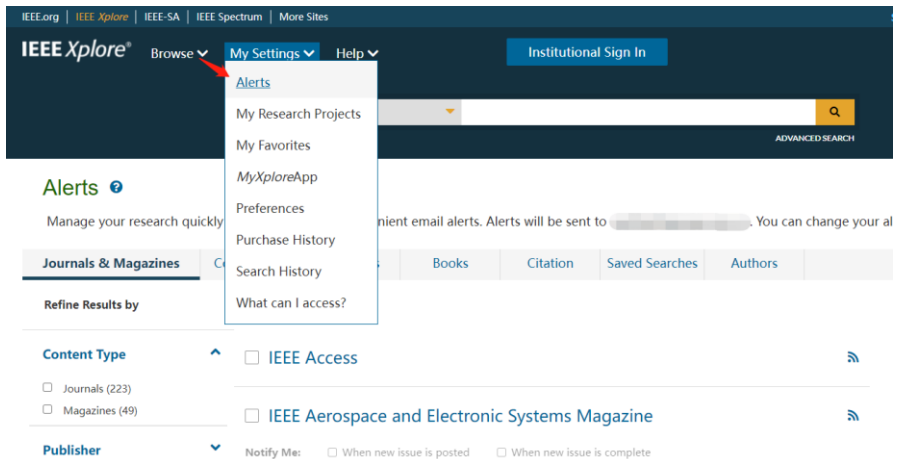 IEEE.org | IEEE Xplore | IEEE-SA | IEEE Spectrum | More Sites
IEEE Xplore® Browse My Settings Help Institutional Sign In
Alerts
My Research Projects
My Favorites
MyXploreApp
Preferences
Purchase History
Search History
What can I access?
ADVANCED SEARCH
Alerts
Manage your research quickly nient email alerts. Alerts will be sent to . You can change your al
Journals & Magazines Books Citation Saved Searches Authors
Refine Results by
Content Type
Journals (223)
Magazines (49)
Publisher
IEEE Access
IEEE Aerospace and Electronic Systems Magazine
Notify Me: When new issue is posted When new issue is complete